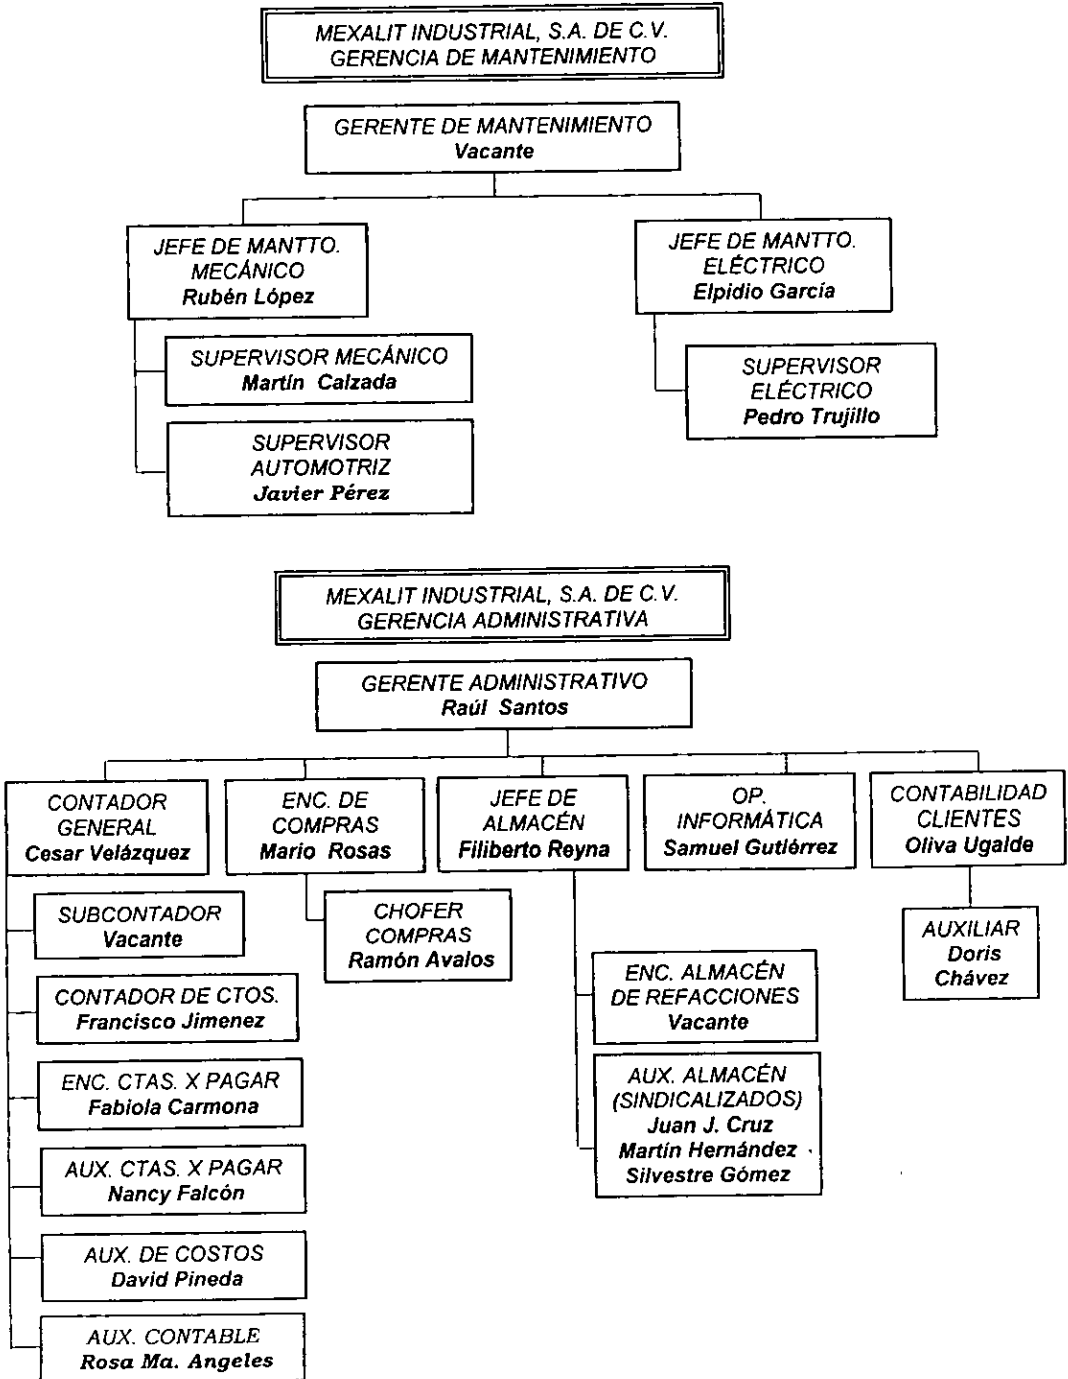 MEXALIT INDUSTRIAL, S.A. DE C.V.
GERENCIA DE MANTENIMIENTO
GERENTE DE MANTENIMIENTO
Vacante
JEFE DE MANTTO.
MECÁNICO
Rubén López
JEFE DE MANTTO.
ELÉCTRICO
Elpidio García
SUPERVISOR MECÁNICO
Martín Calzada
SUPERVISOR
AUTOMOTRIZ
Javier Pérez
SUPERVISOR
ELÉCTRICO
Pedro Trujillo
MEXALIT INDUSTRIAL, S.A. DE C.V.
GERENCIA ADMINISTRATIVA
GERENTE ADMINISTRATIVO
Raúl Santos
CONTADOR
GENERAL
Cesar Velázquez
ENC. DE
COMPRAS
Mario Rosas
JEFE DE
ALMACÉN
Filiberto Reyna
OP.
INFORMÁTICA
Samuel Gutiérrez
CONTABILIDAD
CLIENTES
Oliva Ugalde
SUBCONTADOR
Vacante
CONTADOR DE CTOS.
Francisco Jimenez
ENC. CTAS. X PAGAR
Fabiola Carmona
AUX. CTAS. X PAGAR
Nancy Falcón
AUX. DE COSTOS
David Pineda
AUX. CONTABLE
Rosa Ma. Angeles
CHOFER
COMPRAS
Ramón Avalos
ENC. ALMACÉN
DE REFACCIONES
Vacante
AUX. ALMACÉN
(SINDICALIZADOS)
Juan J. Cruz
Martín Hernández
Silvestre Gómez
AUXILIAR
Doris
Chávez